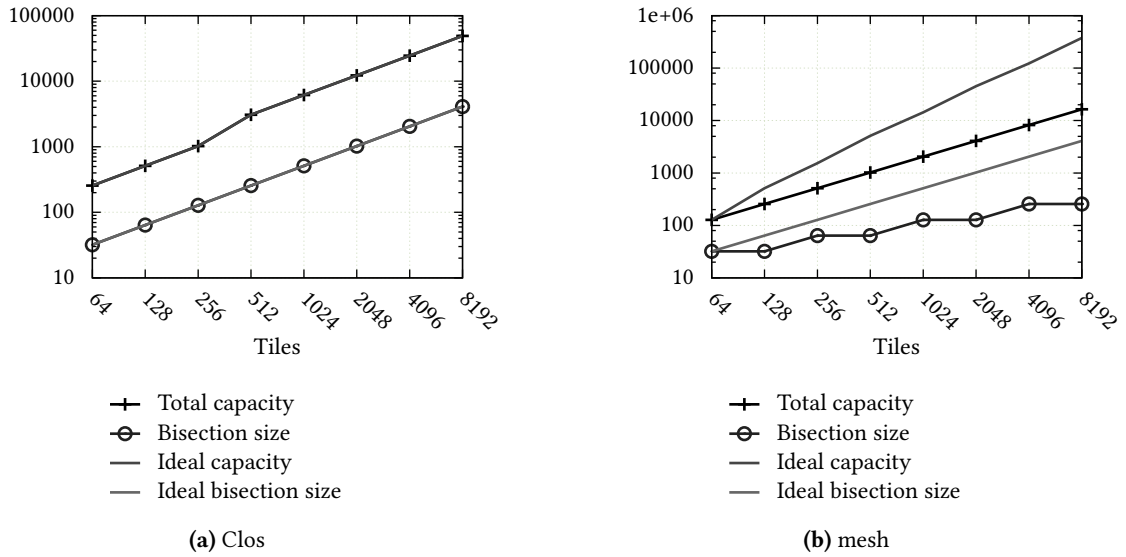 100000
10000
1000
100
10
64
128
256
512
1024
2048
4096
8192
Tiles
Total capacity
Bisection size
Ideal capacity
Ideal bisection size
(a) Clos
1e+06
100000
10000
1000
100
10
64
128
256
512
1024
2048
4096
8192
Tiles
Total capacity
Bisection size
Ideal capacity
Ideal bisection size
(b) mesh